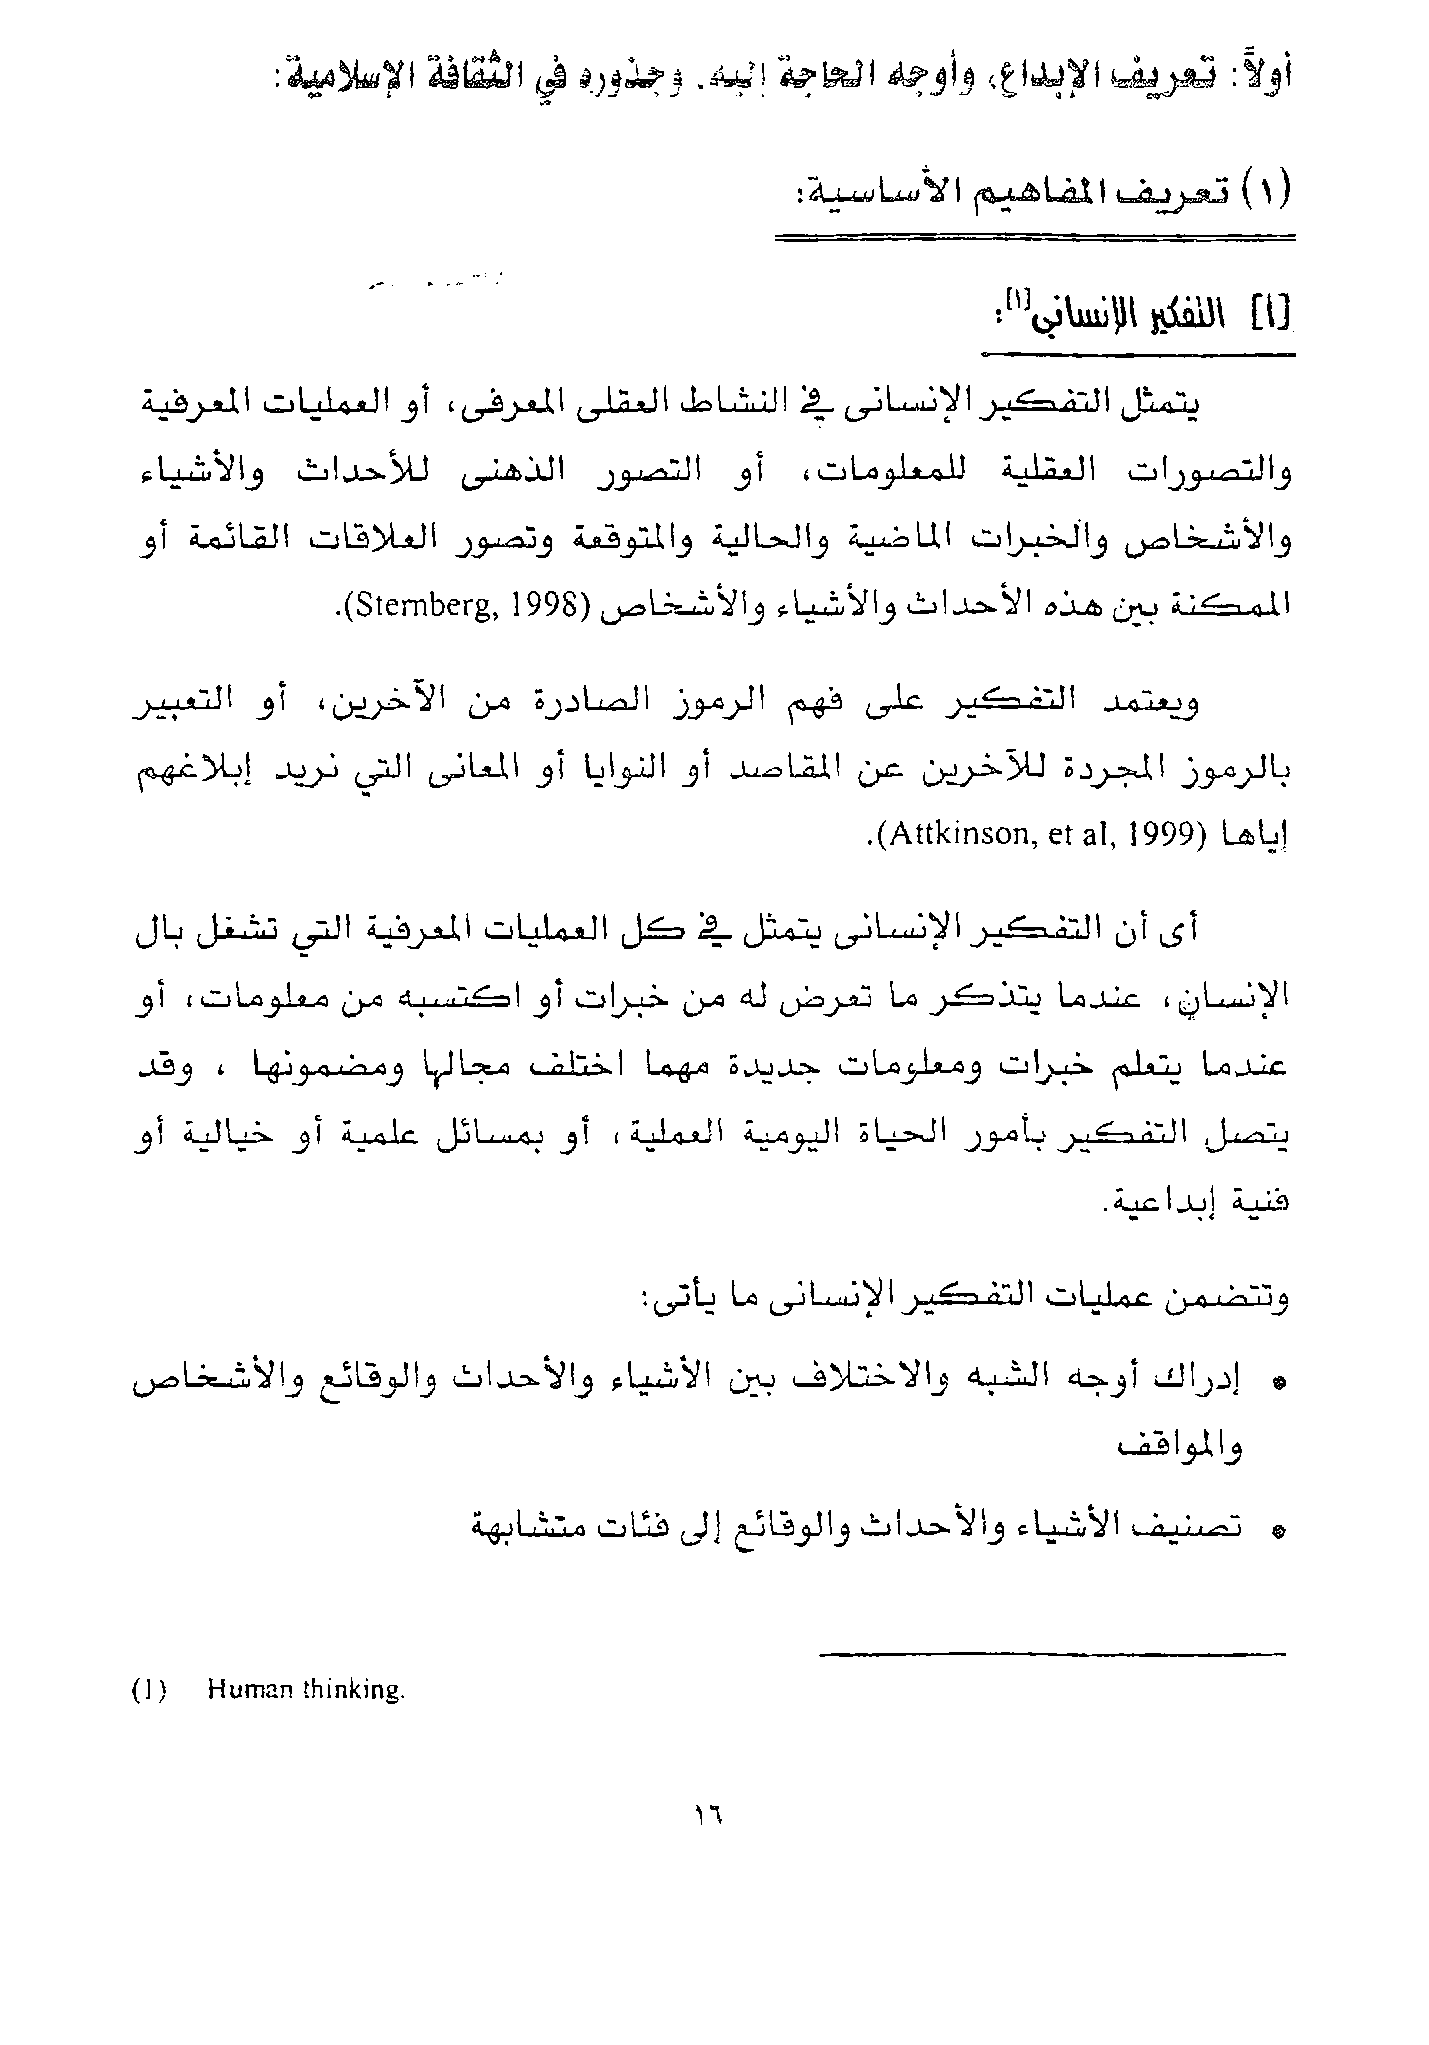 أولاً: تعريف الإبداع، وأوجه الحاجة إليه. وجذوره في الثقافة الإسلامية:
(١) تعريف المفاهيم الأساسية:
[أ] التفكير الإنساني[١]:
يتمثل التفكير الإنسانى في النشاط العقلى المعرفى، أو العمليات المعرفية
والتصورات العقلية للمعلومات، أو التصور الذهنى للأحداث والأشياء
والأشخاص والخبرات الماضية والحالية والمتوقعة وتصور العلاقات القائمة أو
الممكنة بين هذه الأحداث والأشياء والأشخاص (Sternberg, 1998).
ويعتمد التفكير على فهم الرموز الصادرة من الآخرين، أو التعبير
بالرموز المجردة للآخرين عن المقاصد أو النوايا أو المعانى التي نريد إبلاغهم
إياها (Attkinson, et al, 1999).
أى أن التفكير الإنسانى يتمثل في كل العمليات المعرفية التي تشغل بال
الإنسان، عندما يتذكر ما تعرض له من خبرات أو اكتسبه من معلومات، أو
عندما يتعلم خبرات ومعلومات جديدة مهما اختلف مجالها ومضمونها ، وقد
يتصل التفكير بأمور الحياة اليومية العملية، أو بمسائل علمية أو خيالية أو
فنية إبداعية.
وتتضمن عمليات التفكير الإنسانى ما يأتى:
• إدراك أوجه الشبه والاختلاف بين الأشياء والأحداث والوقائع والأشخاص
والمواقف
• تصنيف الأشياء والأحداث والوقائع إلى فئات متشابهة
(1) Human thinking.
١٦